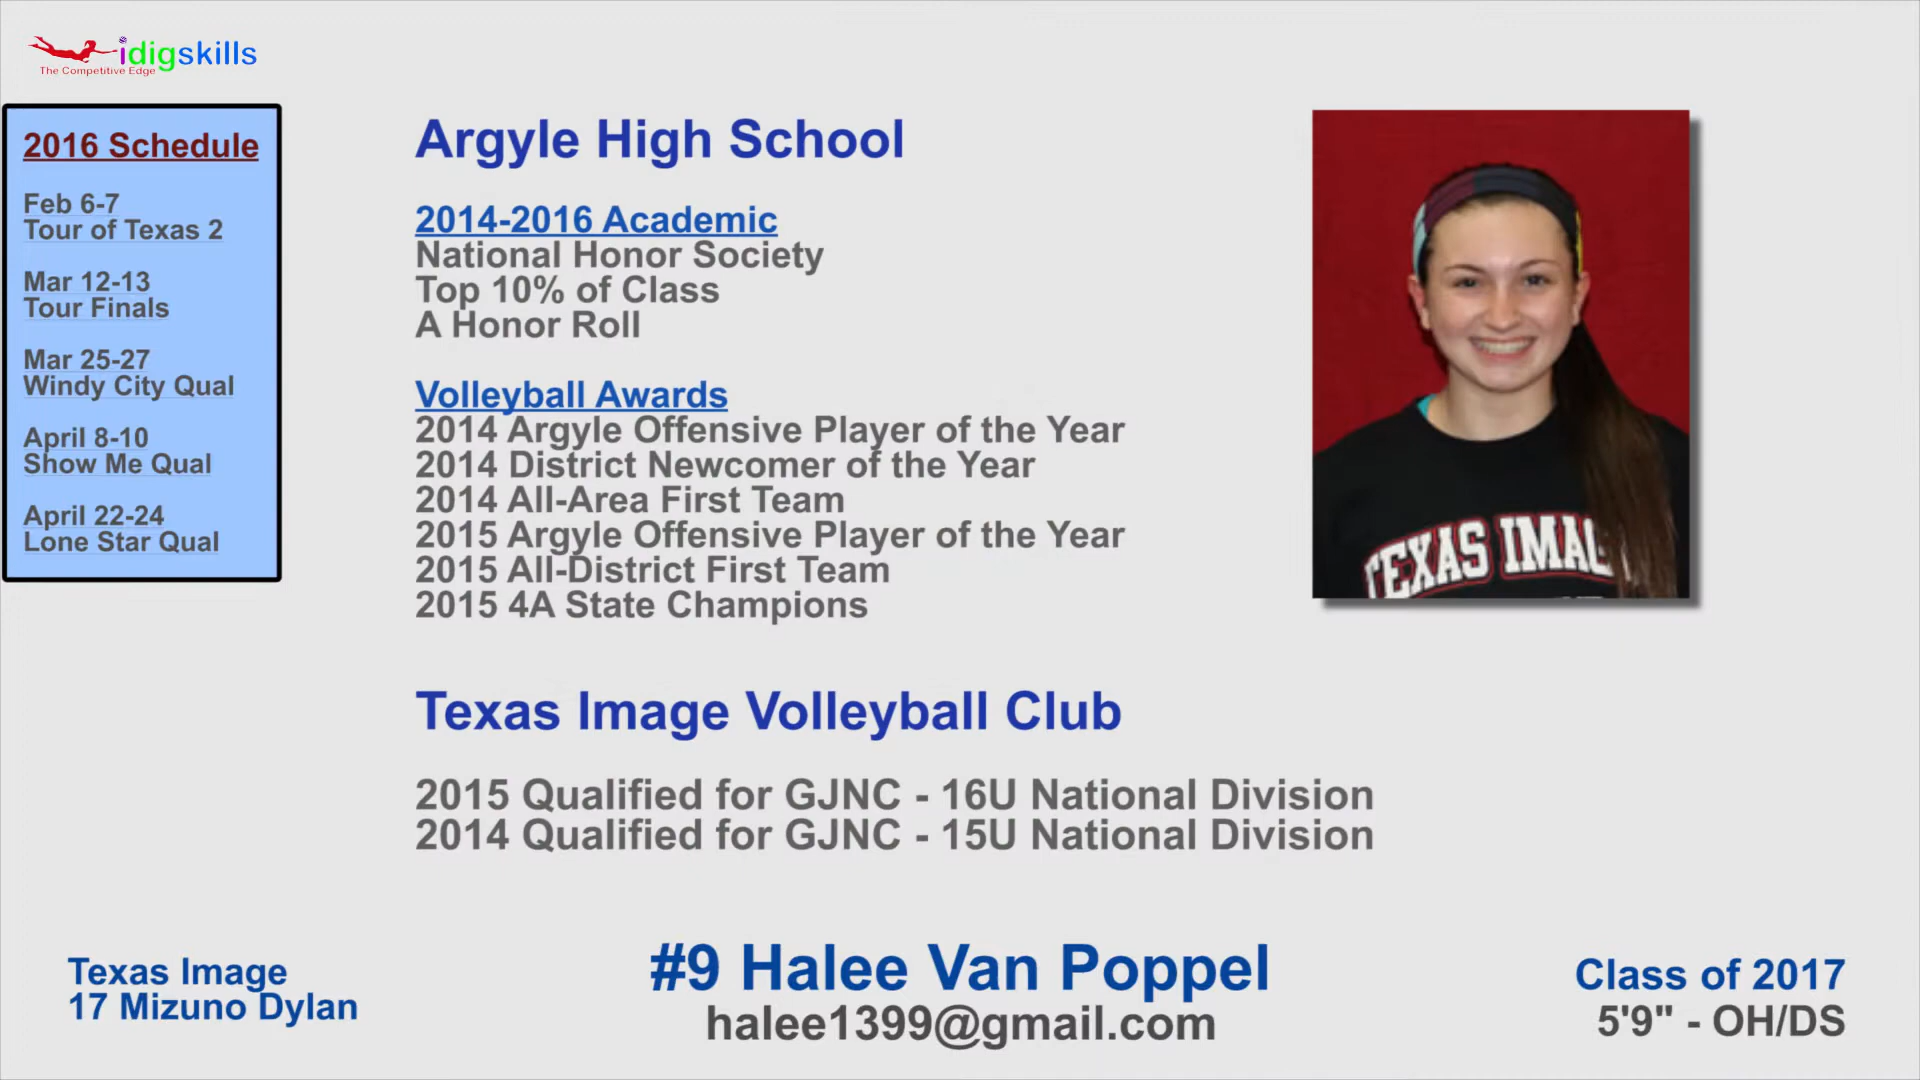 idigskills
The Competitive Edge
2016 Schedule
Feb 6-7
Tour of Texas 2
Mar 12-13
Tour Finals
Mar 25-27
Windy City Qual
April 8-10
Show Me Qual
April 22-24
Lone Star Qual
Argyle High School
2014-2016 Academic
National Honor Society
Top 10% of Class
A Honor Roll
Volleyball Awards
2014 Argyle Offensive Player of the Year
2014 District Newcomer of the Year
2014 All-Area First Team
2015 Argyle Offensive Player of the Year
2015 All-District First Team
2015 4A State Champions
TEXAS IMAG
Texas Image Volleyball Club
2015 Qualified for GJNC - 16U National Division
2014 Qualified for GJNC - 15U National Division
Texas Image
17 Mizuno Dylan
#9 Halee Van Poppel
halee1399@gmail.com
Class of 2017
5'9" - OH/DS